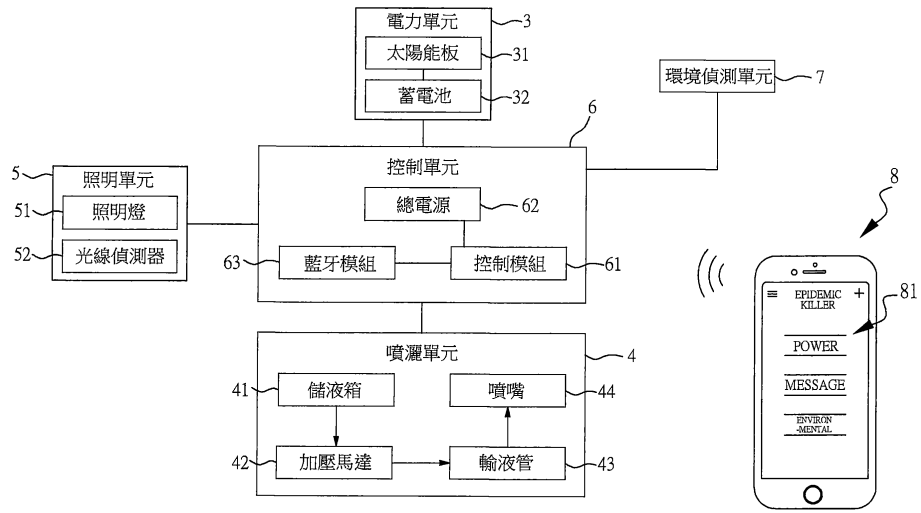 電力單元
3
太陽能板
31
蓄電池
32
環境偵測單元
7
6
控制單元
總電源
62
藍牙模組
63
控制模組
61
5
照明單元
51
照明燈
52
光線偵測器
噴灑單元
4
41
儲液箱
噴嘴
44
42
加壓馬達
輸液管
43
8
81
≡
EPIDEMIC
KILLER
+
POWER
MESSAGE
ENVIRON
-MENTAL